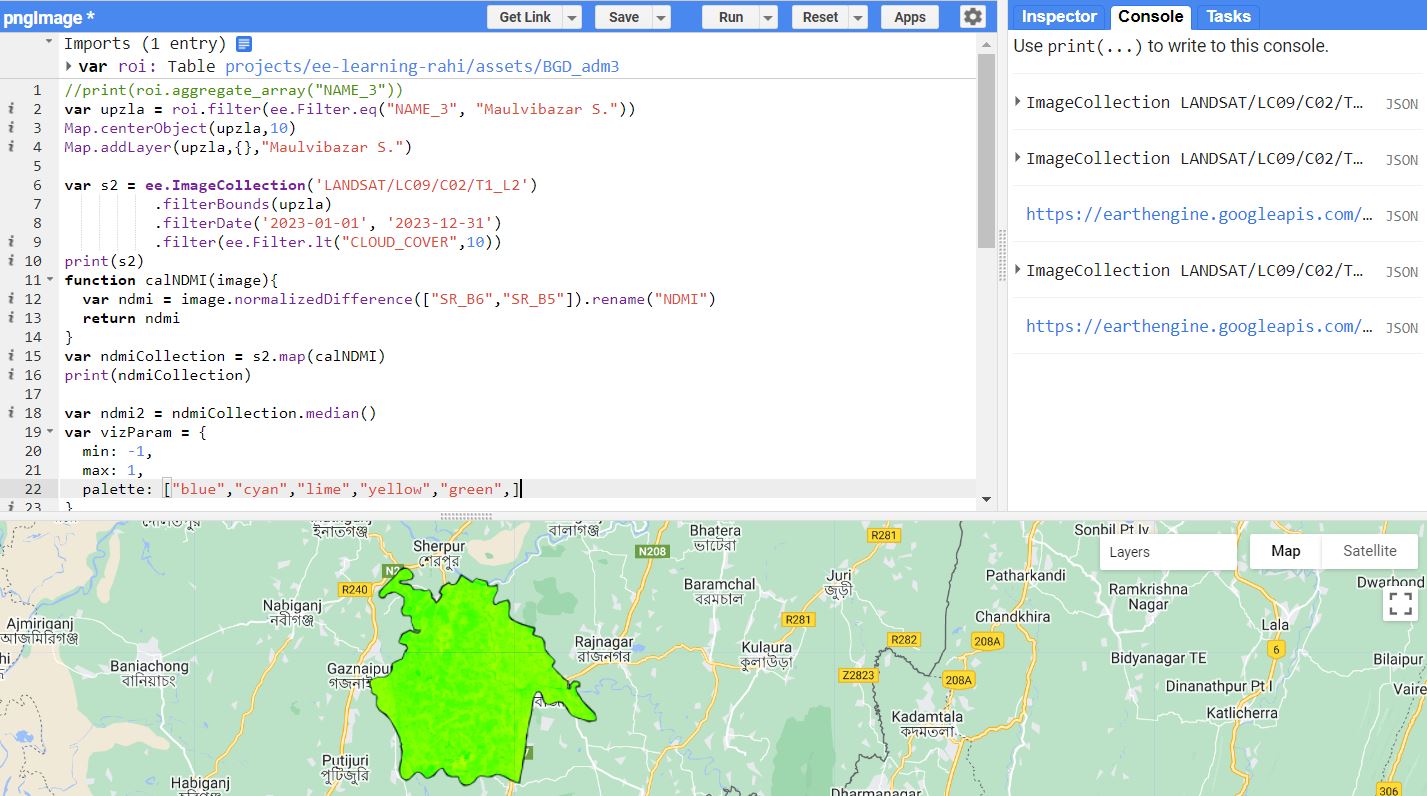 pngImage *
Get Link
Save
Run
Reset
Apps
Inspector
Console
Tasks
Imports (1 entry)
var roi: Table projects/ee-learning-rahi/assets/BGD_adm3
1 //print(roi.aggregate_array("NAME_3"))
2 var upzla = roi.filter(ee.Filter.eq("NAME_3", "Maulvibazar S."))
3 Map.centerObject(upzla,10)
4 Map.addLayer(upzla,{},"Maulvibazar S.")
5
6 var s2 = ee.ImageCollection('LANDSAT/LC09/C02/T1_L2')
7 .filterBounds(upzla)
8 .filterDate('2023-01-01', '2023-12-31')
9 .filter(ee.Filter.lt("CLOUD_COVER",10))
10 print(s2)
11 function calNDMI(image){
12 var ndmi = image.normalizedDifference(["SR_B6","SR_B5"]).rename("NDMI")
13 return ndmi
14 }
15 var ndmiCollection = s2.map(calNDMI)
16 print(ndmiCollection)
17
18 var ndmi2 = ndmiCollection.median()
19 var vizParam = {
20 min: -1,
21 max: 1,
22 palette: ["blue","cyan","lime","yellow","green",]
23 }
Use print(...) to write to this console.
ImageCollection LANDSAT/LC09/C02/T... JSON
ImageCollection LANDSAT/LC09/C02/T... JSON
https://earthengine.googleapis.com/... JSON
ImageCollection LANDSAT/LC09/C02/T... JSON
https://earthengine.googleapis.com/... JSON
Layers
Map
Satellite
ইনাতগঞ্জ
বালাগঞ্জ
Sherpur
শেরপুর
N208
Bhatera
ভাটেরা
R281
Sonbil Pt Iv
Patharkandi
Ramkrishna
Nagar
R240
Nabiganj
নবীগঞ্জ
Baramchal
বরমচাল
Juri
জুড়ী
R281
Chandkhira
Lala
Ajmiriganj
আজমিরিগঞ্জ
Baniachong
বানিয়াচং
Rajnagar
রাজনগর
Kulaura
কুলাউড়া
R282
208A
6
Bidyanagar TE
Bilaipur
Gaznaipu
Z2823
208A
Dinanathpur Pt I
Vaire
Katlicherra
Kadamtala
কদমতলা
Putijuri
পুটিজুরি
Habiganj
হবিগঞ্জ
Dharmanagar
306